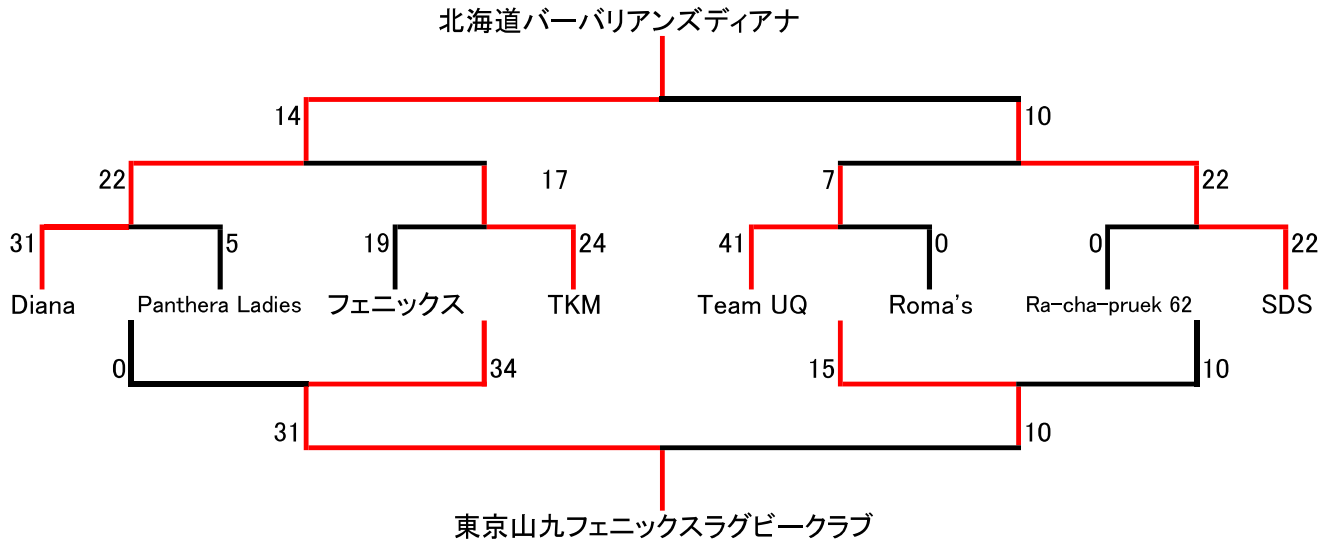 北海道バーバリアンズディアナ
14 10
22 17 7 22
31 5 19 24 41 0 0 22
Diana Panthera Ladies フェニックス TKM Team UQ Roma's Ra-cha-pruek 62 SDS
0 34 15 10
31 10
東京山九フェニックスラグビークラブ